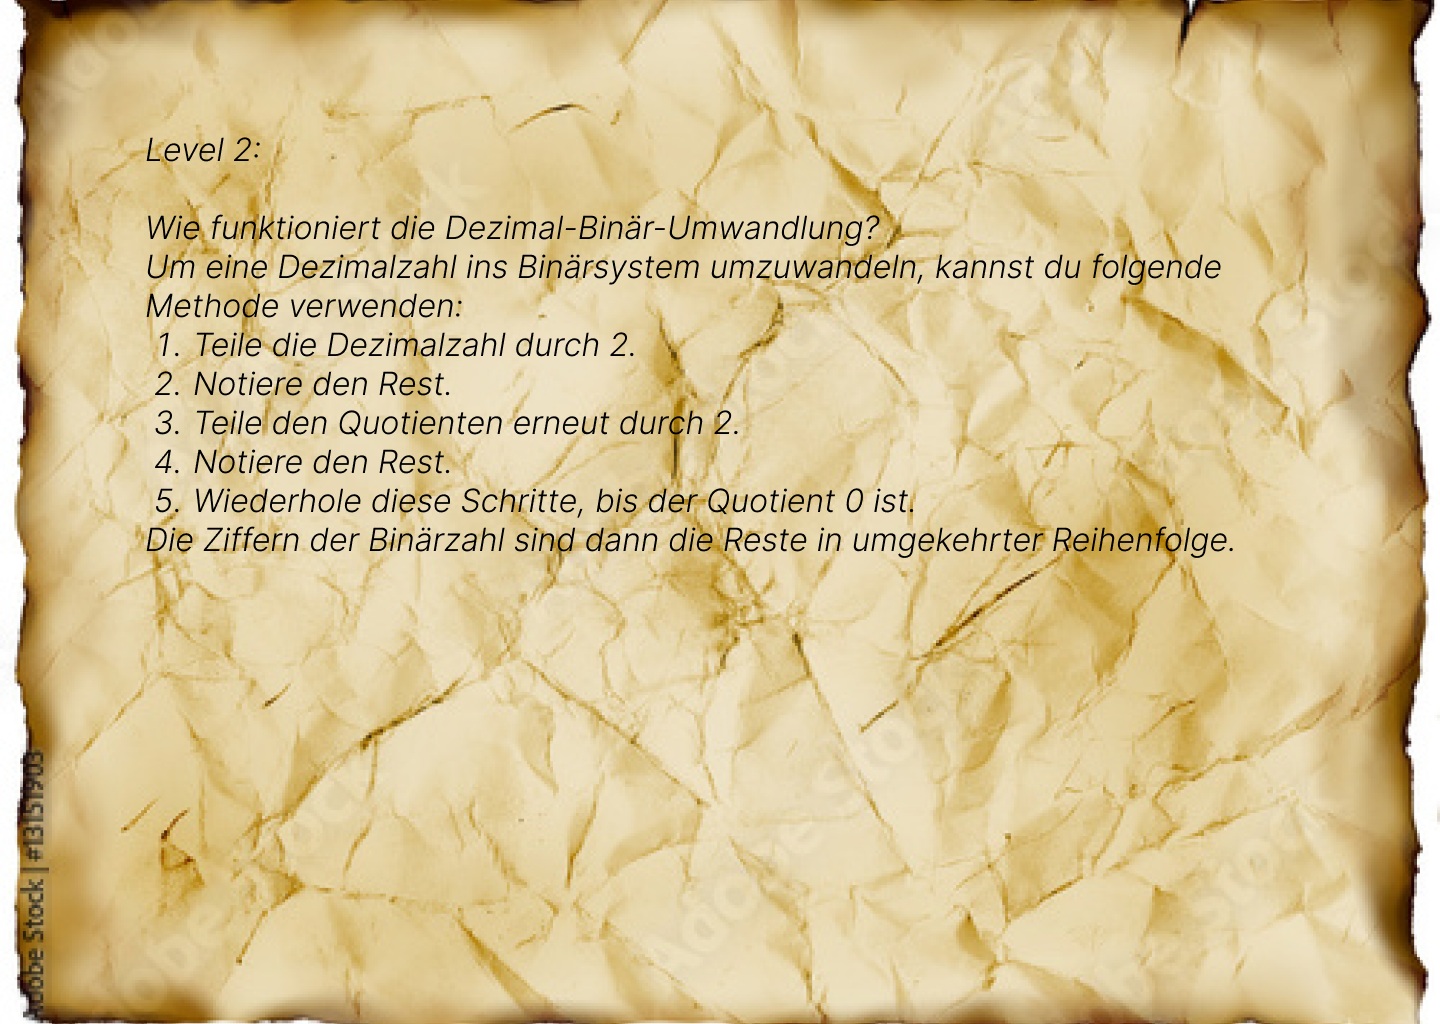 Level 2:
Wie funktioniert die Dezimal-Binär-Umwandlung?
Um eine Dezimalzahl ins Binärsystem umzuwandeln, kannst du folgende
Methode verwenden:
1. Teile die Dezimalzahl durch 2.
2. Notiere den Rest.
3. Teile den Quotienten erneut durch 2.
4. Notiere den Rest.
5. Wiederhole diese Schritte, bis der Quotient 0 ist.
Die Ziffern der Binärzahl sind dann die Reste in umgekehrter Reihenfolge.
Adobe Stock | #13151903